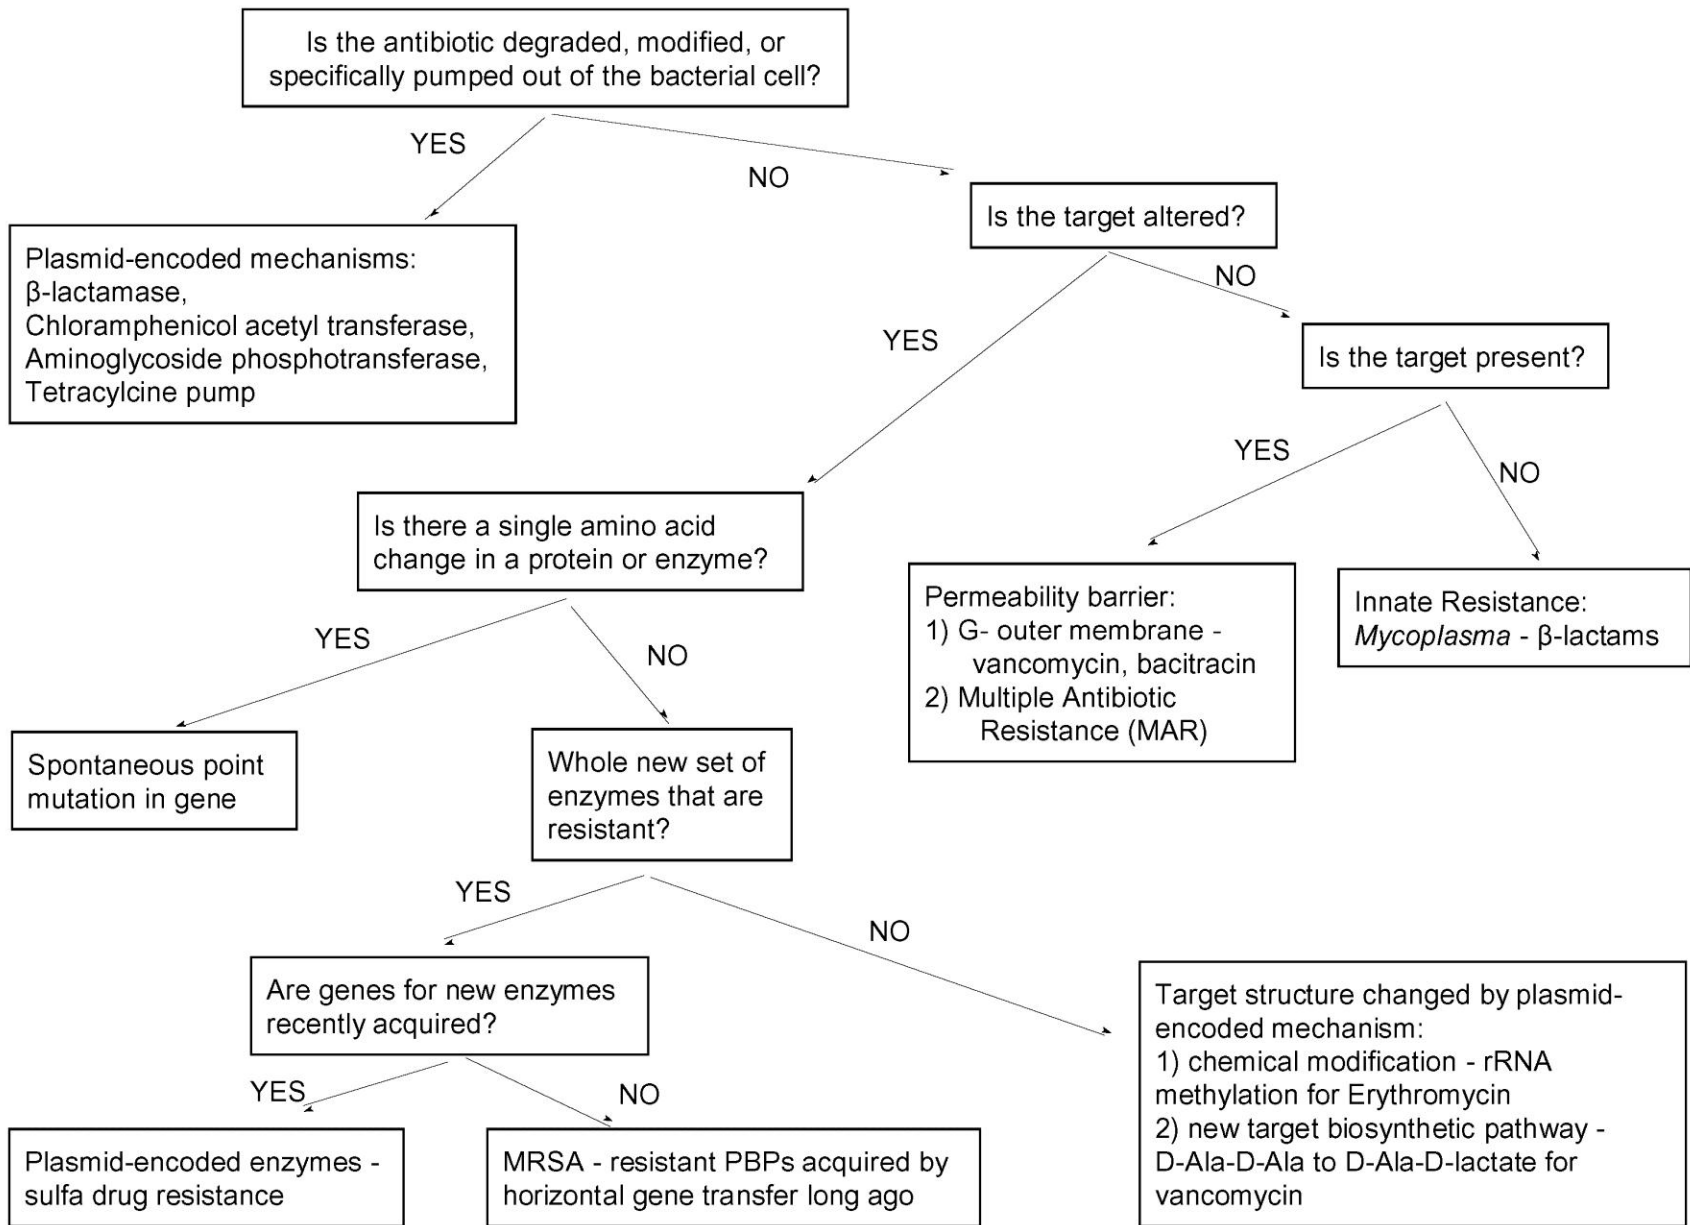 Is the antibiotic degraded, modified, or
specifically pumped out of the bacterial cell?
YES
NO
Is the target altered?
Plasmid-encoded mechanisms:
β-lactamase,
Chloramphenicol acetyl transferase,
Aminoglycoside phosphotransferase,
Tetracylcine pump
NO
YES
Is the target present?
YES
NO
Is there a single amino acid
change in a protein or enzyme?
Permeability barrier:
1) G- outer membrane -
vancomycin, bacitracin
2) Multiple Antibiotic
Resistance (MAR)
Innate Resistance:
Mycoplasma - β-lactams
YES
NO
Spontaneous point
mutation in gene
Whole new set of
enzymes that are
resistant?
YES
NO
Are genes for new enzymes
recently acquired?
Target structure changed by plasmid-
encoded mechanism:
1) chemical modification - rRNA
methylation for Erythromycin
2) new target biosynthetic pathway -
D-Ala-D-Ala to D-Ala-D-lactate for
vancomycin
YES
NO
Plasmid-encoded enzymes -
sulfa drug resistance
MRSA - resistant PBPs acquired by
horizontal gene transfer long ago